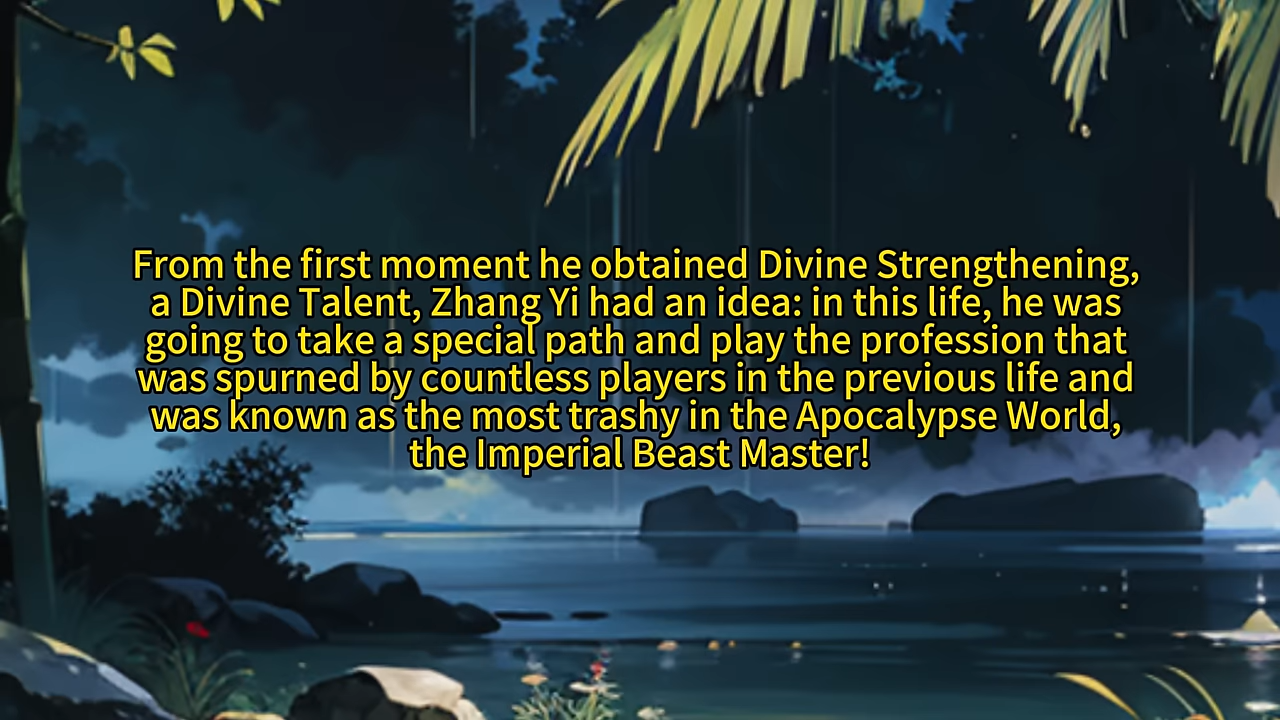 From the first moment he obtained Divine Strengthening,
a Divine Talent, Zhang Yi had an idea: in this life, he was
going to take a special path and play the profession that
was spurned by countless players in the previous life and
was known as the most trashy in the Apocalypse World,
the Imperial Beast Master!